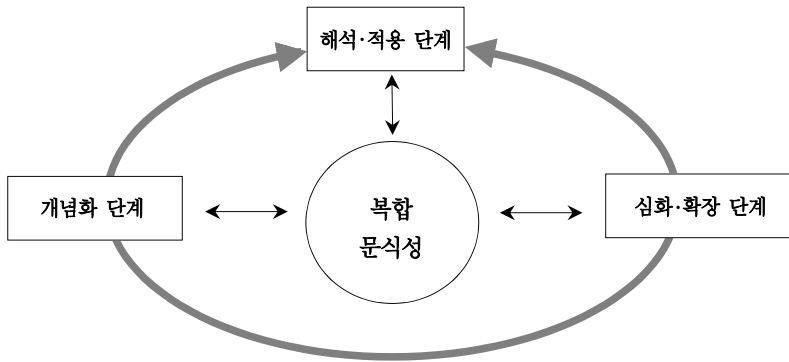 해석·적용 단계
개념화 단계
복합
문식성
심화·확장 단계